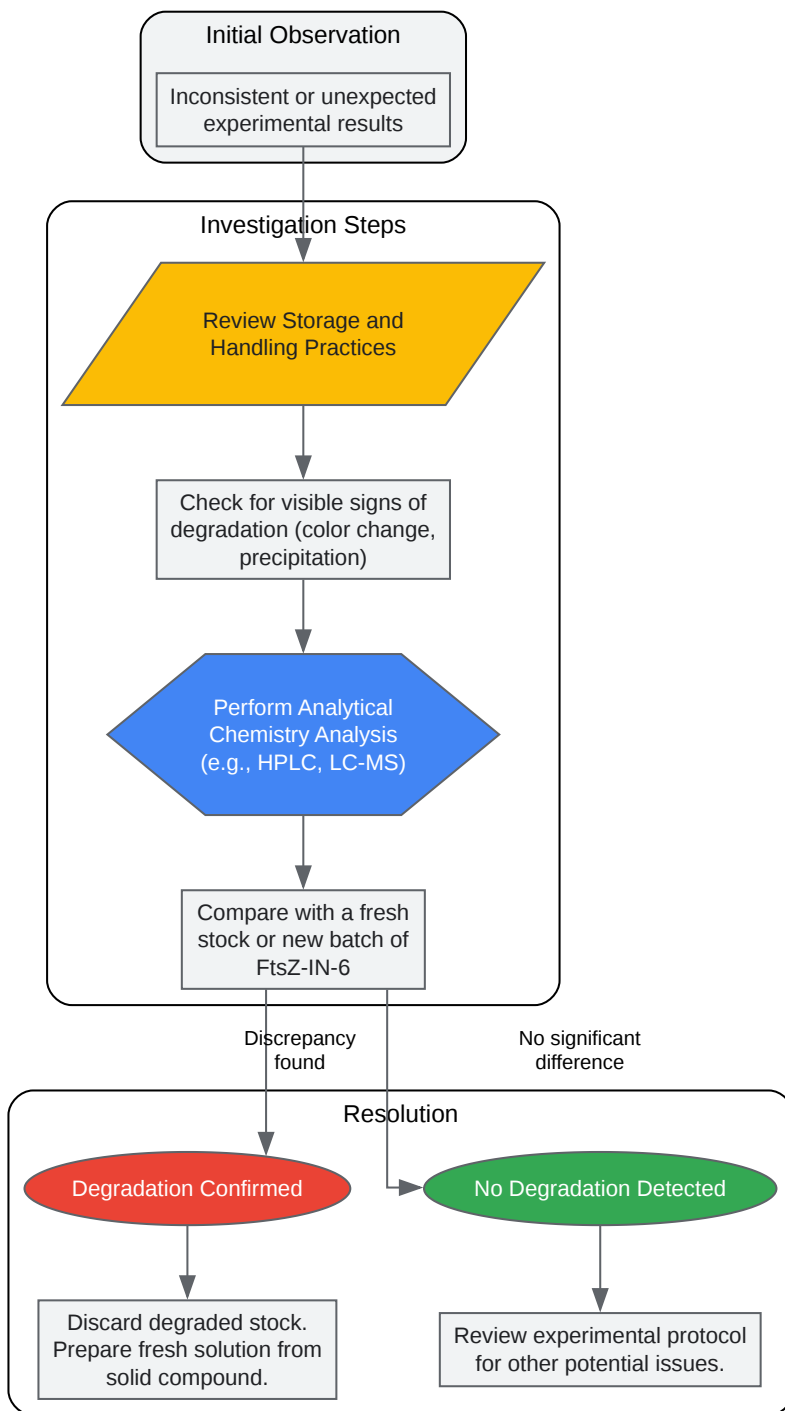 Initial Observation
Inconsistent or unexpected
experimental results
Investigation Steps
Review Storage and
Handling Practices
Check for visible signs of
degradation (color change,
precipitation)
Perform Analytical
Chemistry Analysis
(e.g., HPLC, LC-MS)
Compare with a fresh
stock or new batch of
FtsZ-IN-6
Discrepancy
found
No significant
difference
Resolution
Degradation Confirmed
No Degradation Detected
Discard degraded stock.
Prepare fresh solution from
solid compound.
Review experimental protocol
for other potential issues.